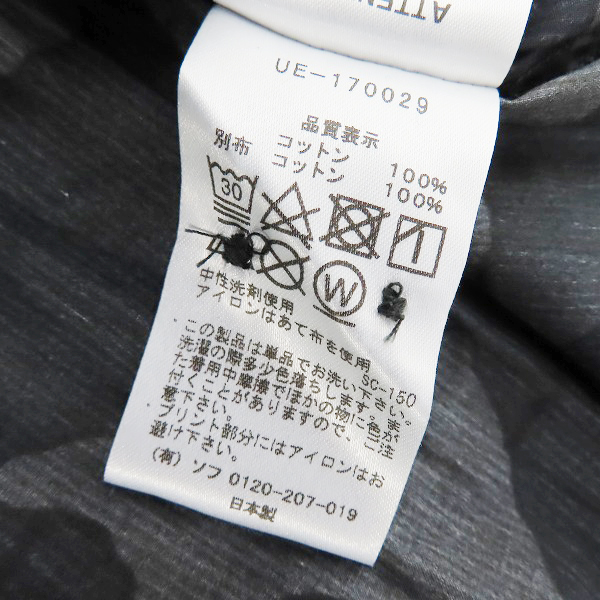 ATTEN
UE-170029
品質表示
コットン 100%
別布 コットン 100%
30
W
中性洗剤使用
アイロンはあて布を使用
SC-150
・この製品は単品でお洗い下さい。
洗濯の際多少色落ちします。ま
た着用中摩擦でほかの物に色が
付くことがありますので、ご注
意下さい。
・プリント部分にはアイロンはお
避け下さい。
(有) ソフ 0120-207-019
日本製